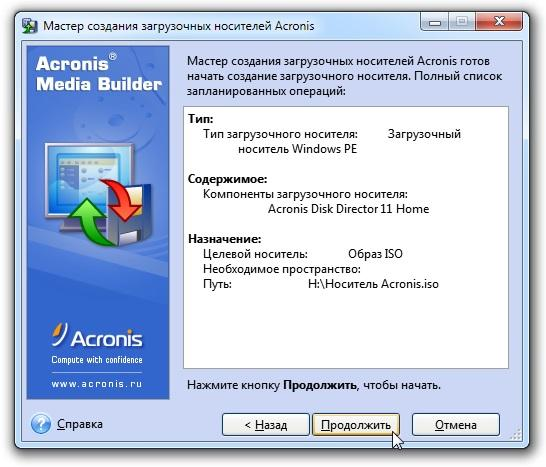 Мастер создания загрузочных носителей Acronis
Acronis®
Media Builder
Acronis
Compute with confidence
www.acronis.ru
Мастер создания загрузочных носителей Acronis готов
начать создание загрузочного носителя. Полный список
запланированных операций:
Тип:
Тип загрузочного носителя: Загрузочный
носитель Windows PE
Содержимое:
Компоненты загрузочного носителя:
Acronis Disk Director 11 Home
Назначение:
Целевой носитель: Образ ISO
Необходимое пространство:
Путь: H:\Носитель Acronis.iso
Нажмите кнопку Продолжить, чтобы начать.
Справка
< Назад
Продолжить
Отмена